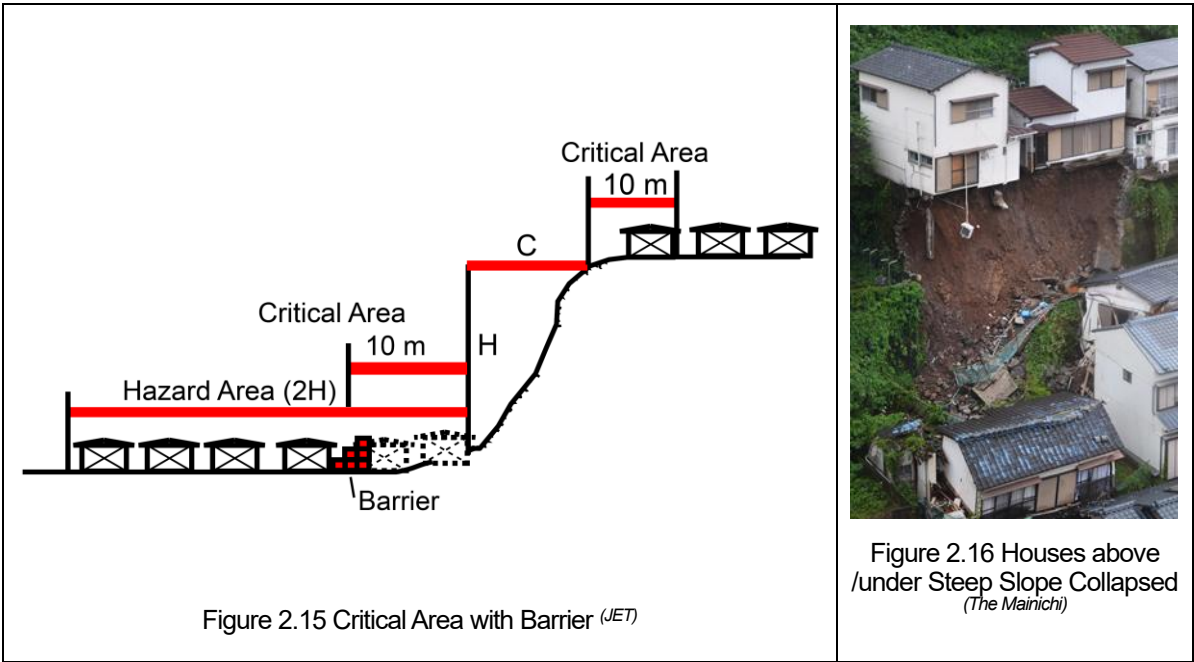 Critical Area
10 m
C
Critical Area
10 m
H
Hazard Area (2H)
Barrier
Figure 2.15 Critical Area with Barrier (JET)
Figure 2.16 Houses above
/under Steep Slope Collapsed
(The Mainichi)